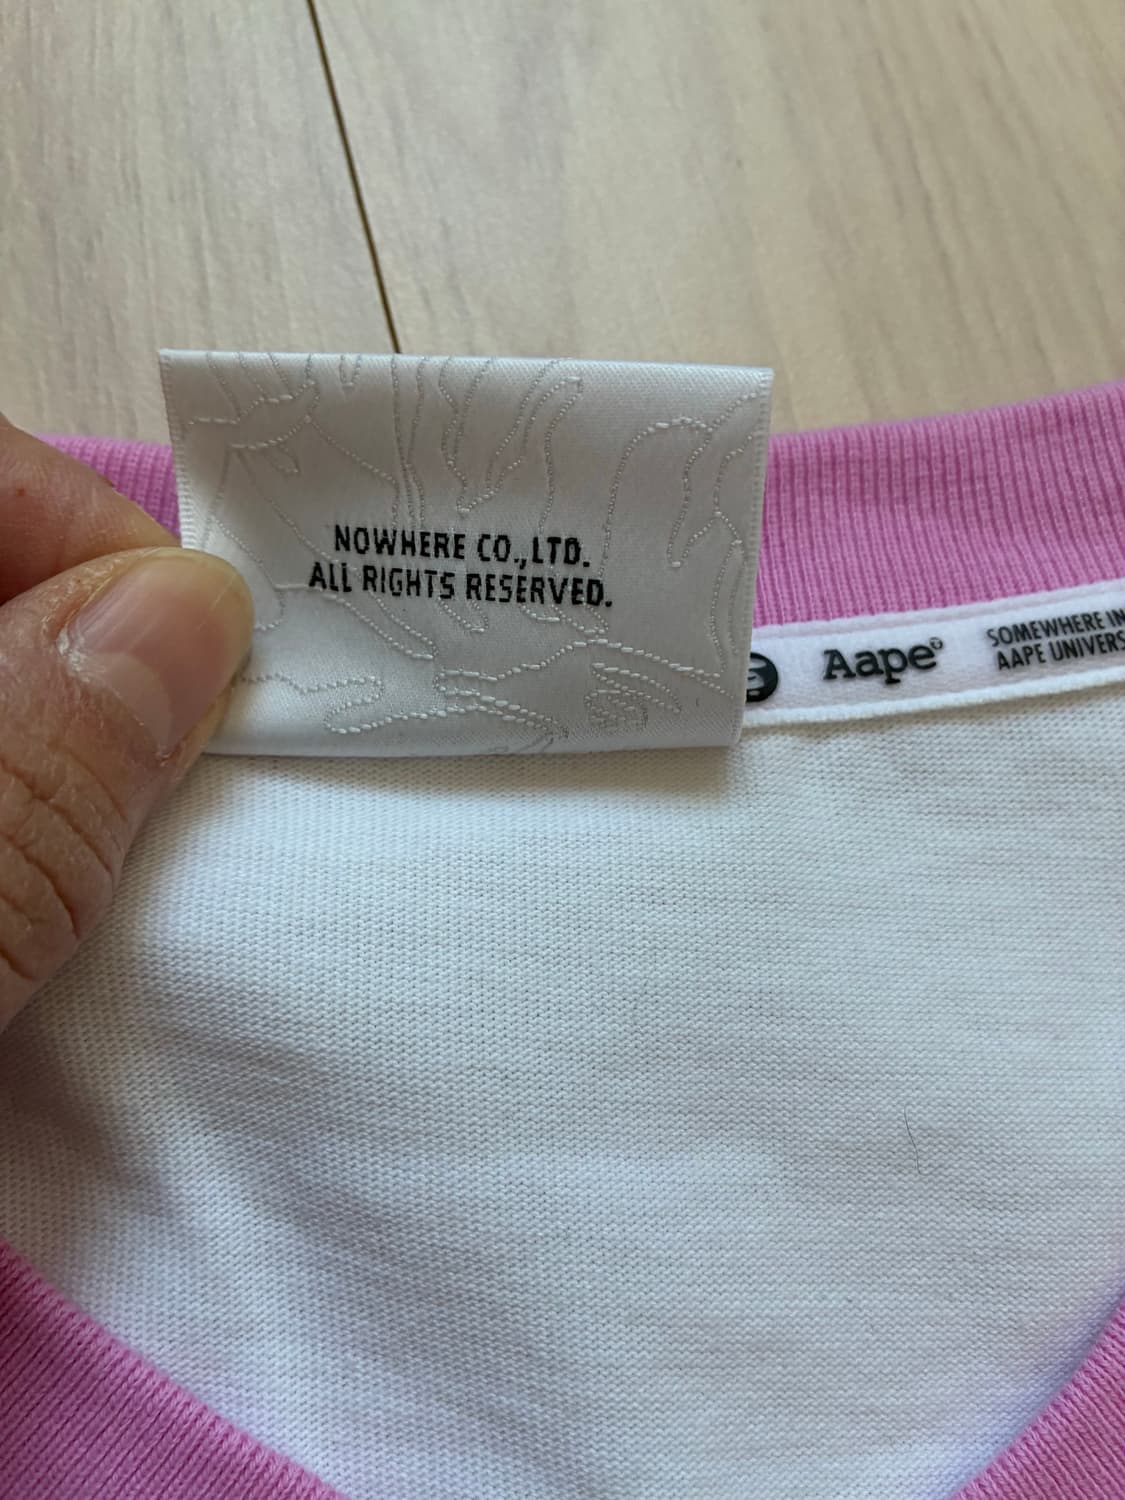 NOWHERE CO.,LTD.
ALL RIGHTS RESERVED.
Aape
SOMEWHERE IN
AAPE UNIVERS